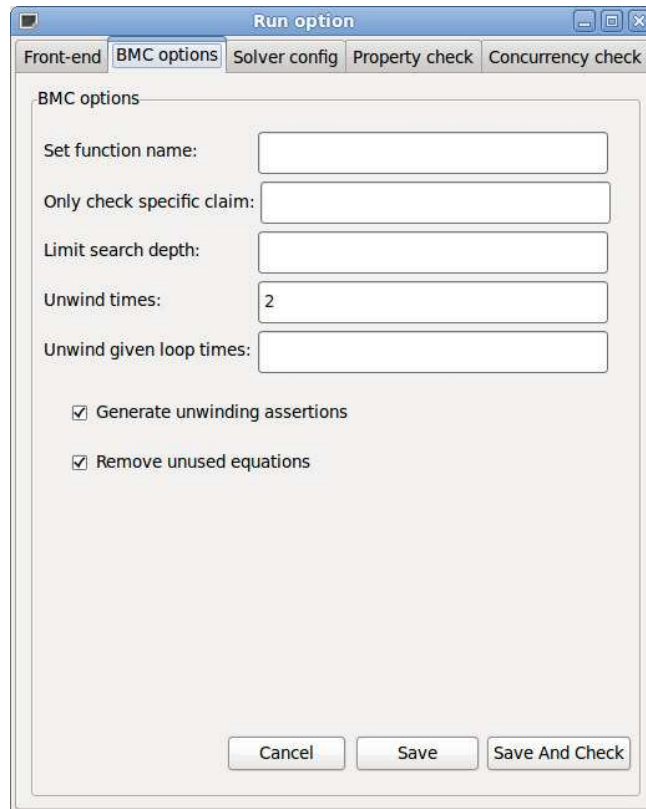 Run option
Front-end BMC options Solver config Property check Concurrency check
BMC options
Set function name:
Only check specific claim:
Limit search depth:
Unwind times: 2
Unwind given loop times:
Generate unwinding assertions
Remove unused equations
Cancel Save Save And Check